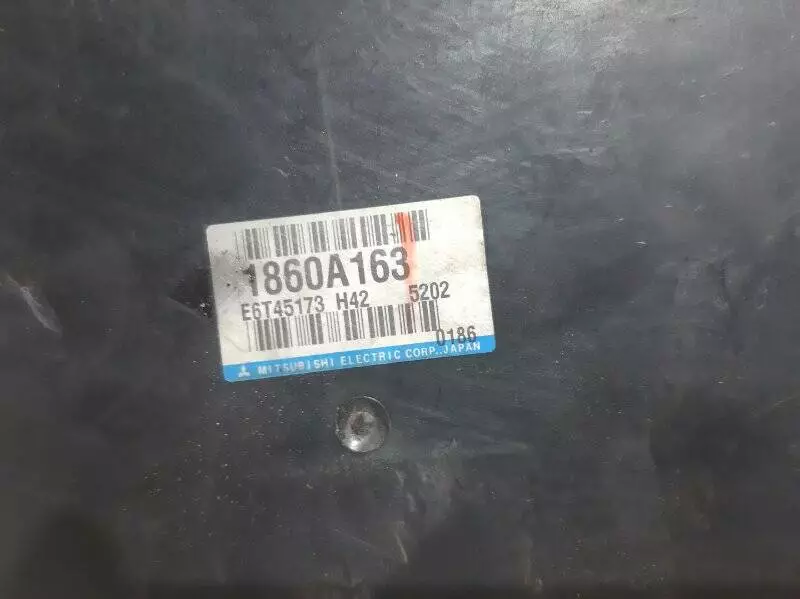 1860A163
E6T45173 H42 5202
0186
MITSUBISHI ELECTRIC CORP. JAPAN